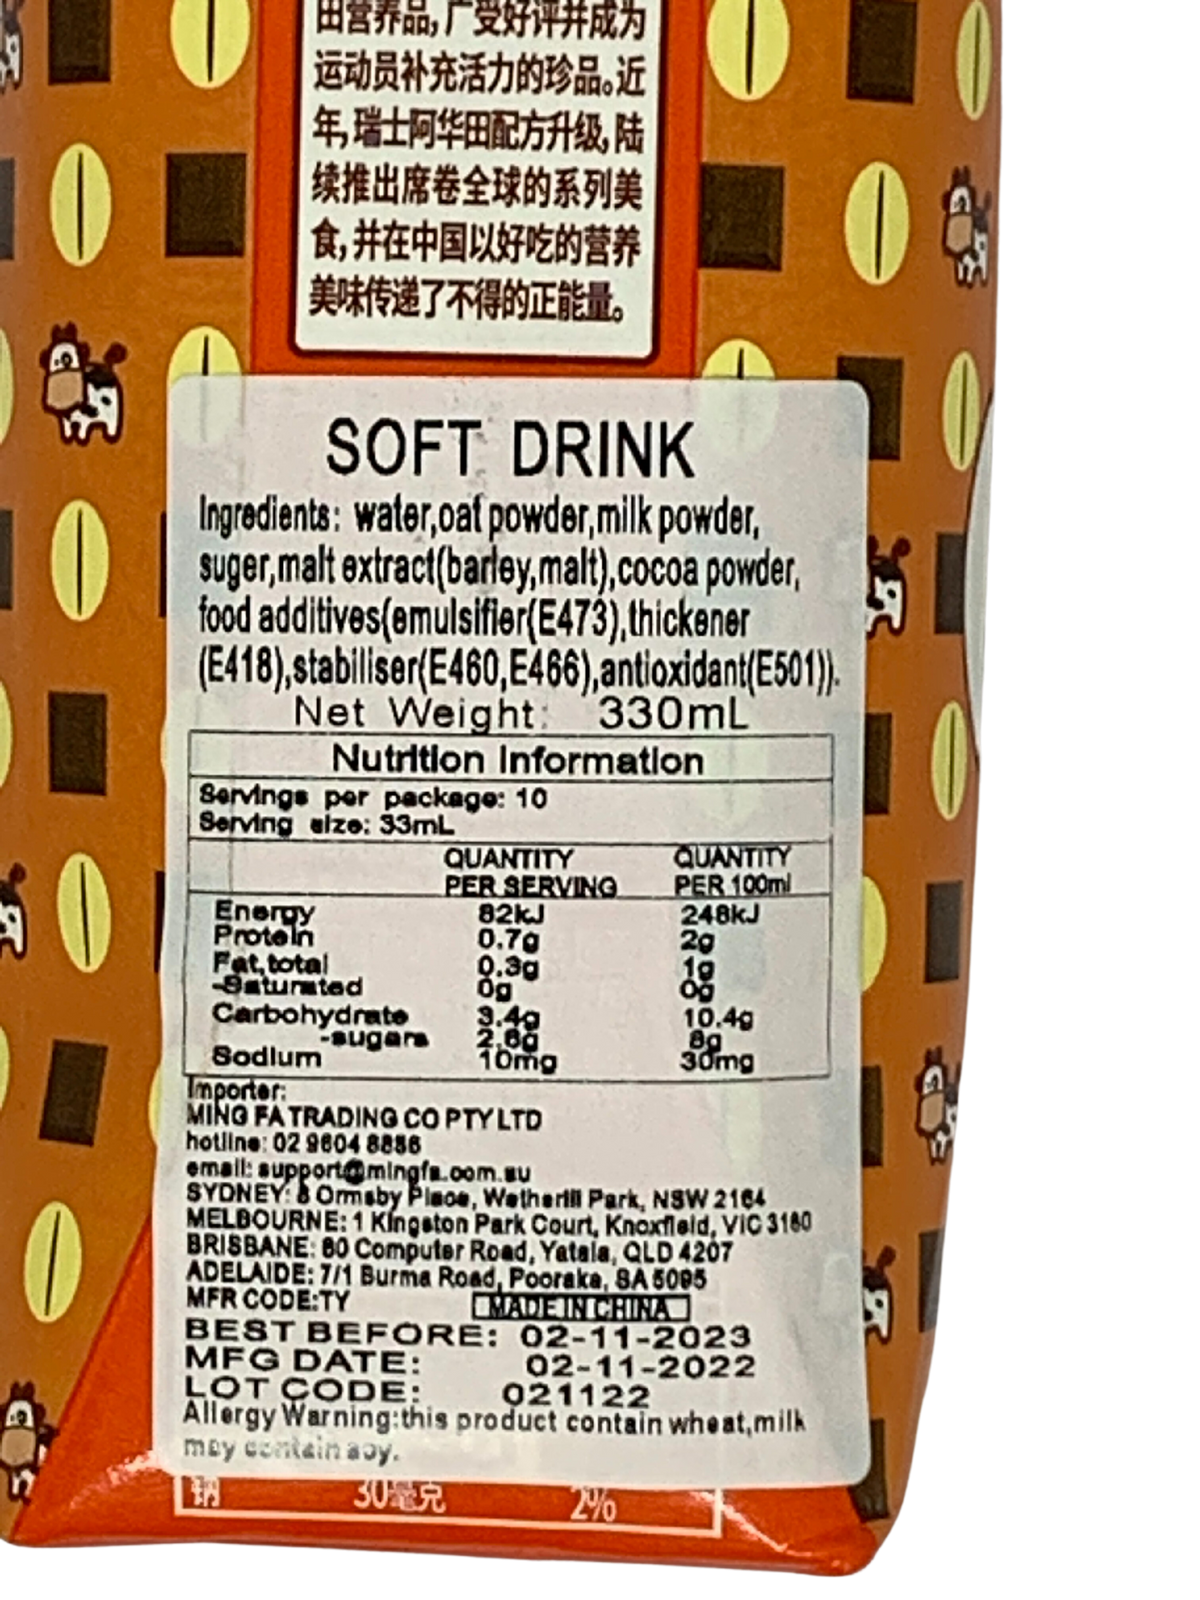 田营养品,广受好评并成为
运动员补充活力的珍品。近
年,瑞士阿华田配方升级,陆
续推出席卷全球的系列美
食,并在中国以好吃的营养
美味传递了不得的正能量。
SOFT DRINK
Ingredients: water,oat powder,milk powder,
suger,malt extract(barley,malt),cocoa powder,
food additives(emulsifier(E473),thickener
(E418),stabiliser(E460,E466),antioxidant(E501)).
Net Weight: 330mL
Nutrition Information
Servings per package: 10
Serving size: 33mL
QUANTITY QUANTITY
PER SERVING PER 100ml
Energy 82kJ 248kJ
Protein 0.7g 2g
Fat,total 0.3g 1g
-Saturated 0g 0g
Carbohydrate 3.4g 10.4g
-sugars 2.6g 8g
Sodium 10mg 30mg
Importer:
MING FA TRADING CO PTY LTD
hotline: 02 9604 8886
email: support@mingfa.com.au
SYDNEY: 8 Ormsby Place, Wetherill Park, NSW 2164
MELBOURNE: 1 Kingston Park Court, Knoxfield, VIC 3180
BRISBANE: 80 Computer Road, Yatala, QLD 4207
ADELAIDE: 7/1 Burma Road, Pooraka, SA 5095
MFR CODE:TY MADE IN CHINA
BEST BEFORE: 02-11-2023
MFG DATE: 02-11-2022
LOT CODE: 021122
Allergy Warning:this product contain wheat,milk
may contain soy.
钠 30毫克 2%